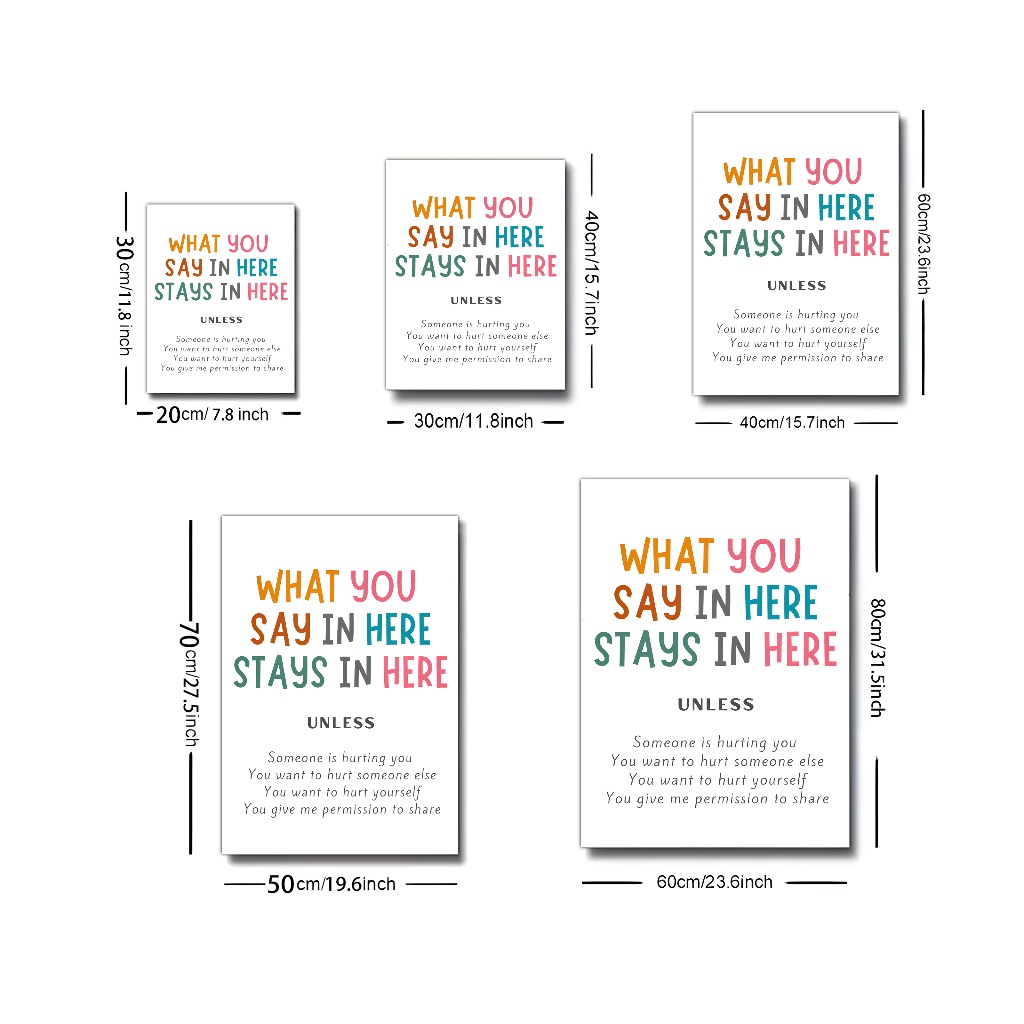 WHAT YOU
SAY IN HERE
STAYS IN HERE
UNLESS
Someone is hurting you
You want to hurt someone else
You want to hurt yourself
You give me permission to share
30cm/11.8 inch
20cm/ 7.8 inch
WHAT YOU
SAY IN HERE
STAYS IN HERE
UNLESS
Someone is hurting you
You want to hurt someone else
You want to hurt yourself
You give me permission to share
40cm/15.7inch
30cm/11.8inch
WHAT YOU
SAY IN HERE
STAYS IN HERE
UNLESS
Someone is hurting you
You want to hurt someone else
You want to hurt yourself
You give me permission to share
60cm/23.6inch
40cm/15.7inch
WHAT YOU
SAY IN HERE
STAYS IN HERE
UNLESS
Someone is hurting you
You want to hurt someone else
You want to hurt yourself
You give me permission to share
70cm/27.5inch
50cm/19.6inch
WHAT YOU
SAY IN HERE
STAYS IN HERE
UNLESS
Someone is hurting you
You want to hurt someone else
You want to hurt yourself
You give me permission to share
80cm/31.5inch
60cm/23.6inch